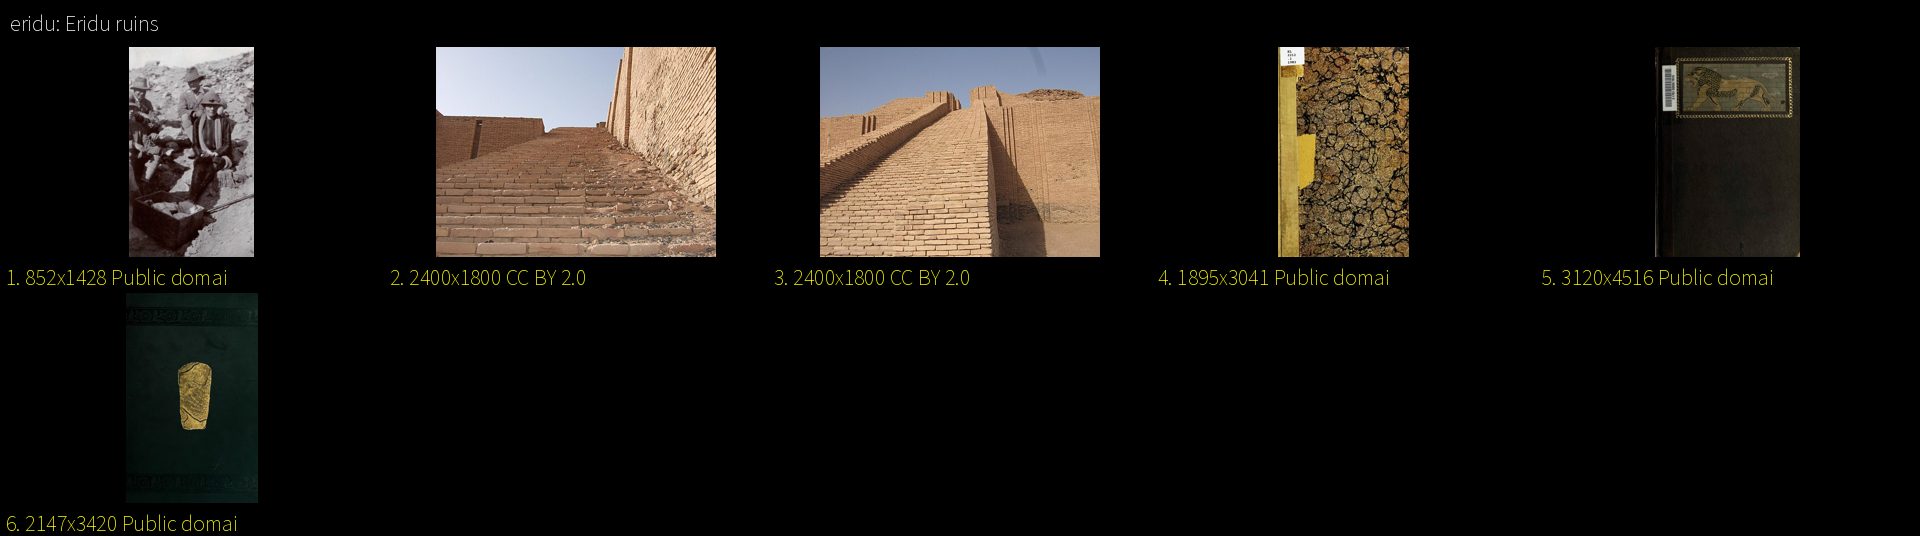 eridu: Eridu ruins
1. 852x1428 Public domai
2. 2400x1800 CC BY 2.0
3. 2400x1800 CC BY 2.0
4. 1895x3041 Public domai
5. 3120x4516 Public domai
6. 2147x3420 Public domai